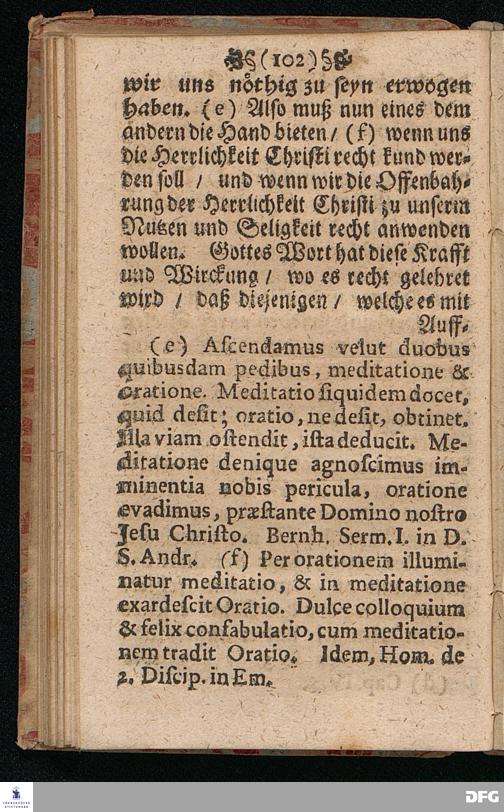 §(102)§
wir uns nöthig zu seyn erwogen
haben. (e) Also muß nun eines dem
andern die Hand bieten/ (f) wenn uns
die Herrlichkeit Christi recht kund wer-
den soll / und wenn wir die Offenbah-
rung der Herrlichkeit Christi zu unserm
Nutzen und Seligkeit recht anwenden
wollen. Gottes Wort hat diese Krafft
und Wirckung / wo es recht gelehret
wird / daß diejenigen / welche es mit
Auff-
(e) Ascendamus velut duobus
quibusdam pedibus, meditatione &
oratione. Meditatio siquidem docet,
quid desit; oratio, ne desit, obtinet.
Illa viam ostendit, ista deducit. Me-
ditatione denique agnoscimus im-
minentia nobis pericula, oratione
evadimus, præstante Domino nostro
Jesu Christo. Bernh. Serm. I. in D.
S. Andr. (f) Per orationem illumi-
natur meditatio, & in meditatione
exardescit Oratio. Dulce colloquium
& felix confabulatio, cum meditatio-
nem tradit Oratio. Idem, Hom. de
2. Discip. in Em.
DFG